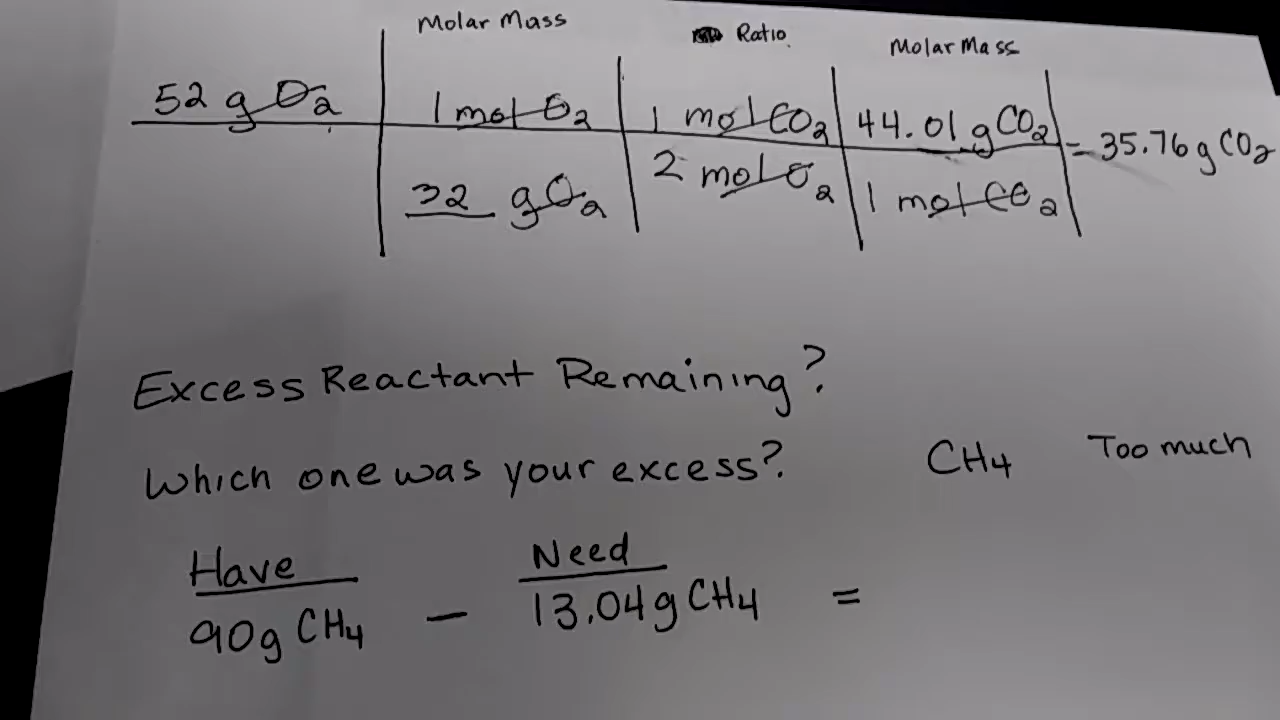 Molar Mass Ratio Molar Mass
52 g O2 1 mol O2 1 mol CO2 44.01 g CO2 = 35.76 g CO2
32 g O2 2 mol O2 1 mol CO2
Excess Reactant Remaining?
Which one was your excess? CH4 Too much
Have Need
90g CH4 - 13.04g CH4 =